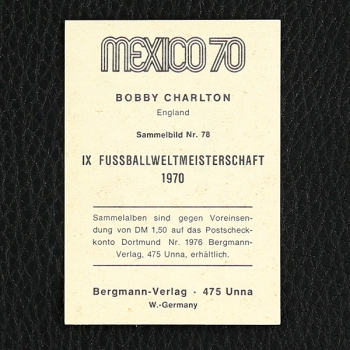 MEXICO 70
BOBBY CHARLTON
England
Sammelbild Nr. 78
IX FUSSBALLWELTMEISTERSCHAFT
1970
Sammelalben sind gegen Voreinsen-
dung von DM 1,50 auf das Postscheck-
konto Dortmund Nr. 1976 Bergmann-
Verlag, 475 Unna, erhältlich.
Bergmann-Verlag · 475 Unna
W.-Germany